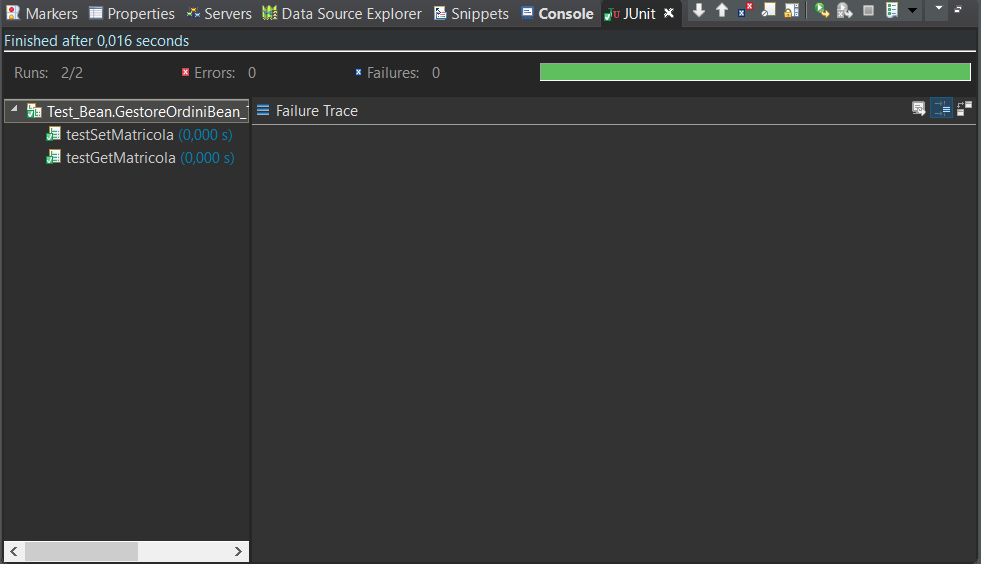 Markers Properties Servers Data Source Explorer Snippets Console JUnit
Finished after 0,016 seconds
Runs: 2/2 Errors: 0 Failures: 0
Test_Bean.GestoreOrdiniBean_
Failure Trace
testSetMatricola (0,000 s)
testGetMatricola (0,000 s)